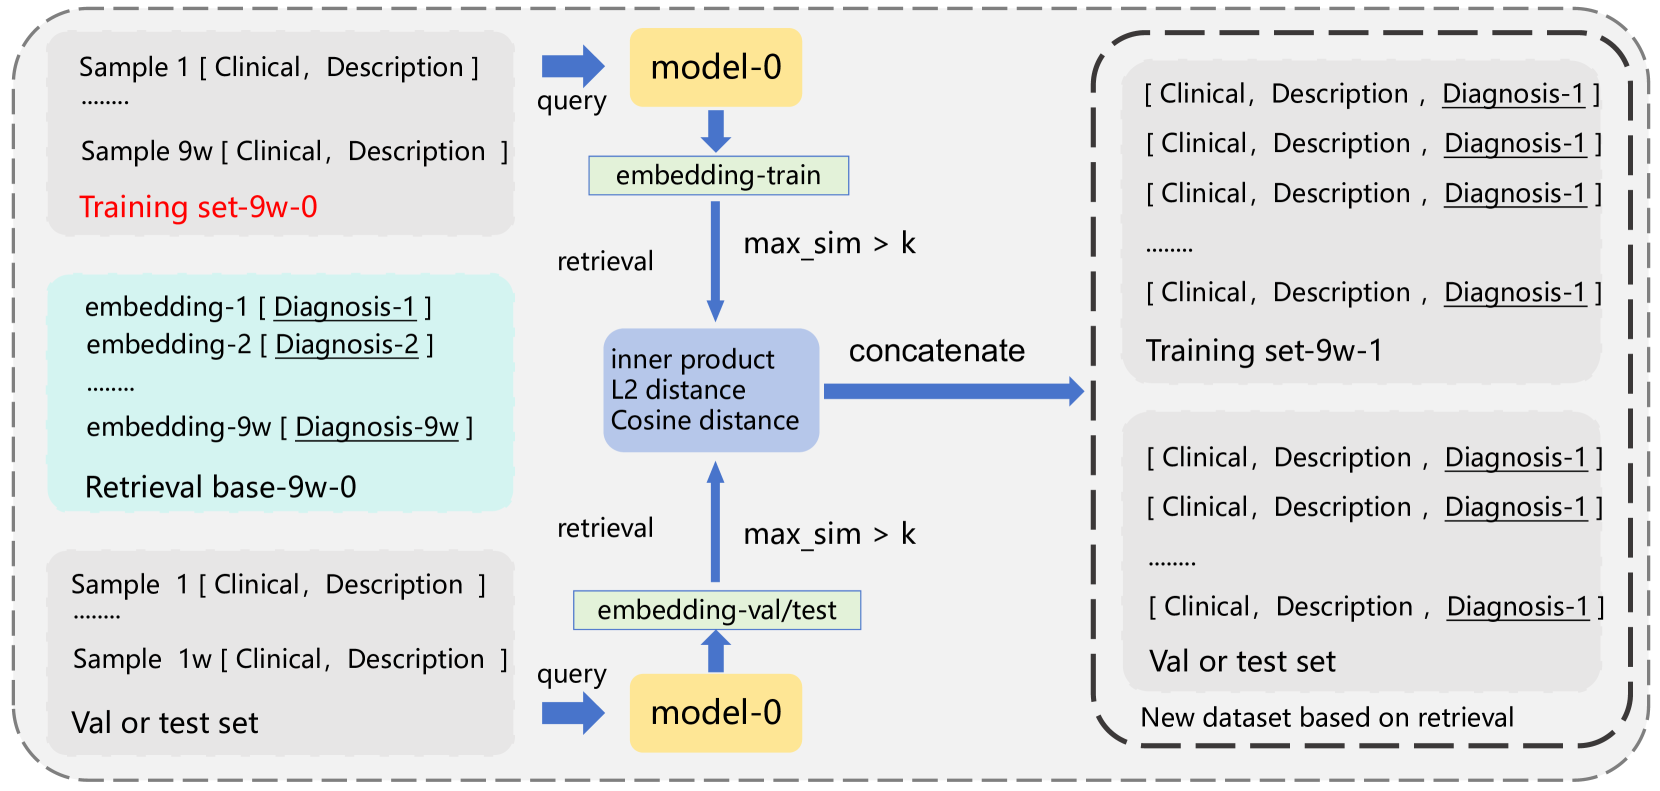 Sample 1 [ Clinical,  Description ]
........
Sample 9w [ Clinical,  Description  ]
Training set-9w-0
embedding-1 [ Diagnosis-1 ]
embedding-2 [ Diagnosis-2 ]
........
embedding-9w [ Diagnosis-9w ]
Retrieval base-9w-0
Sample  1 [ Clinical,  Description  ]
........
Sample  1w [ Clinical,  Description  ]
Val or test set
query
model-0
embedding-train
retrieval
max_sim > k
inner product
L2 distance
Cosine distance
retrieval
max_sim > k
embedding-val/test
query
model-0
concatenate
[ Clinical,  Description ,  Diagnosis-1 ]
[ Clinical,  Description ,  Diagnosis-1 ]
[ Clinical,  Description ,  Diagnosis-1 ]
........
[ Clinical,  Description ,  Diagnosis-1 ]
Training set-9w-1
[ Clinical,  Description ,  Diagnosis-1 ]
[ Clinical,  Description ,  Diagnosis-1 ]
........
[ Clinical,  Description ,  Diagnosis-1 ]
Val or test set
New dataset based on retrieval